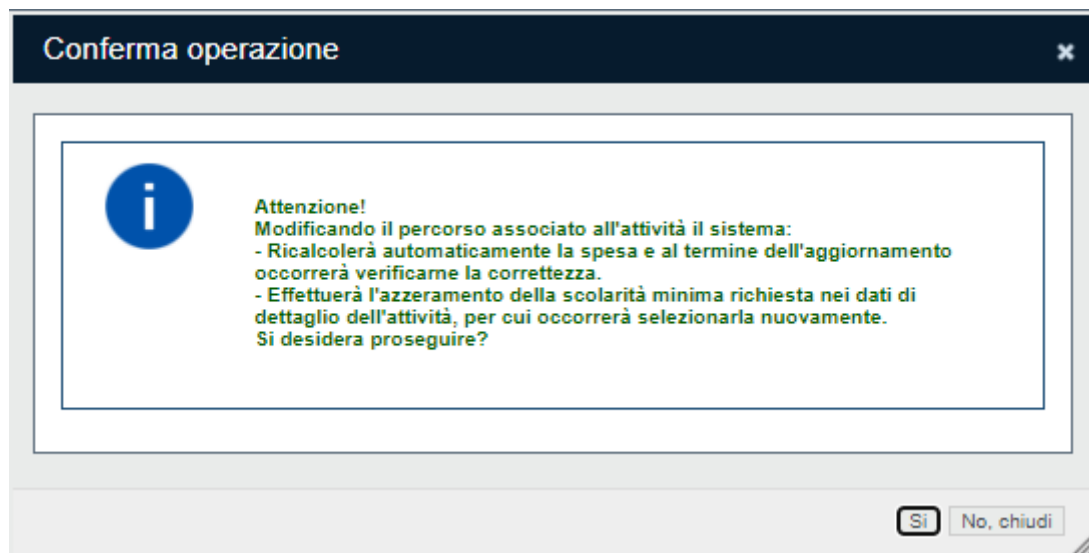 Conferma operazione
×
i
Attenzione!
Modificando il percorso associato all'attività il sistema:
- Ricalcolerà automaticamente la spesa e al termine dell'aggiornamento
occorrerà verificarne la correttezza.
- Effettuerà l'azzeramento della scolarità minima richiesta nei dati di
dettaglio dell'attività, per cui occorrerà selezionarla nuovamente.
Si desidera proseguire?
Si No, chiudi